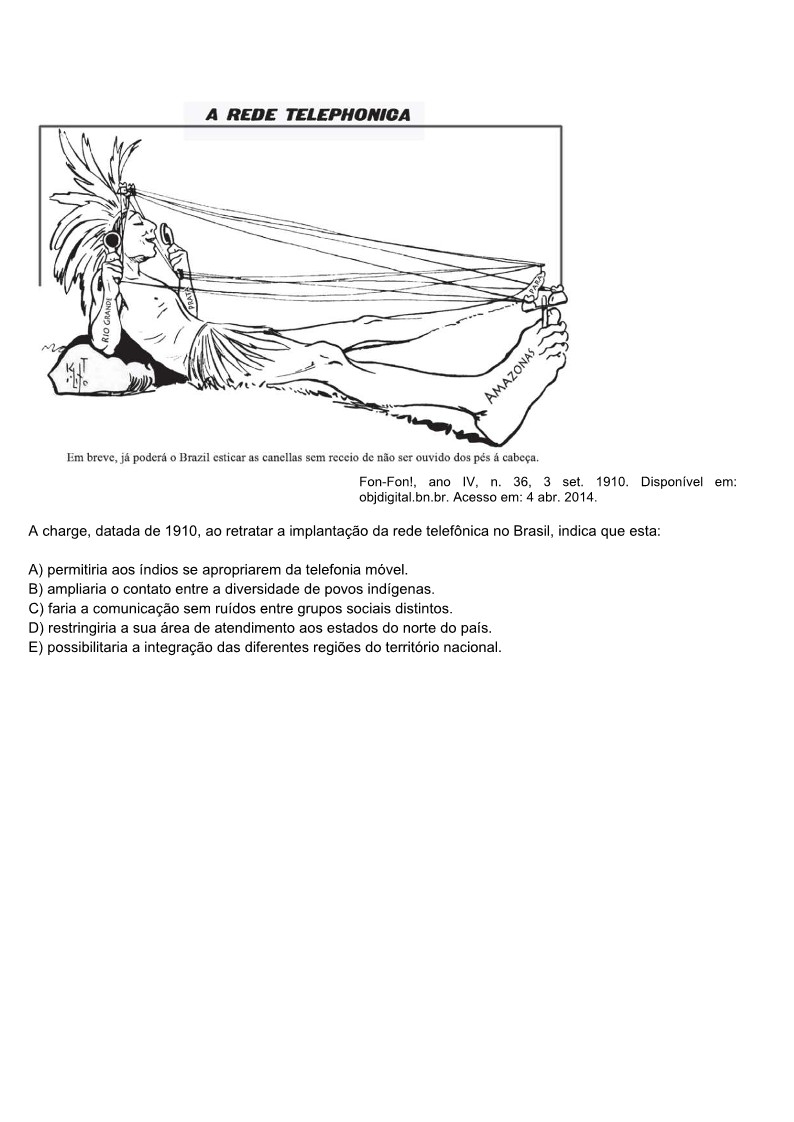 A REDE TELEPHONICA
RIO GRANDE
PRATA
PARÁ
AMAZONAS
Em breve, já poderá o Brazil esticar as canellas sem receio de não ser ouvido dos pés á cabeça.
Fon-Fon!, ano IV, n. 36, 3 set. 1910. Disponível em:
objdigital.bn.br. Acesso em: 4 abr. 2014.
A charge, datada de 1910, ao retratar a implantação da rede telefônica no Brasil, indica que esta:
A) permitiria aos índios se apropriarem da telefonia móvel.
B) ampliaria o contato entre a diversidade de povos indígenas.
C) faria a comunicação sem ruídos entre grupos sociais distintos.
D) restringiria a sua área de atendimento aos estados do norte do país.
E) possibilitaria a integração das diferentes regiões do território nacional.